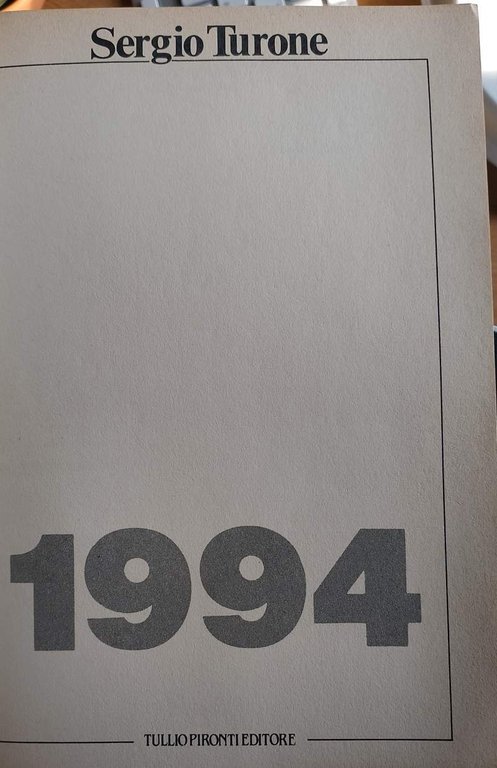 Sergio Turone
1994
TULLIO PIRONTI EDITORE